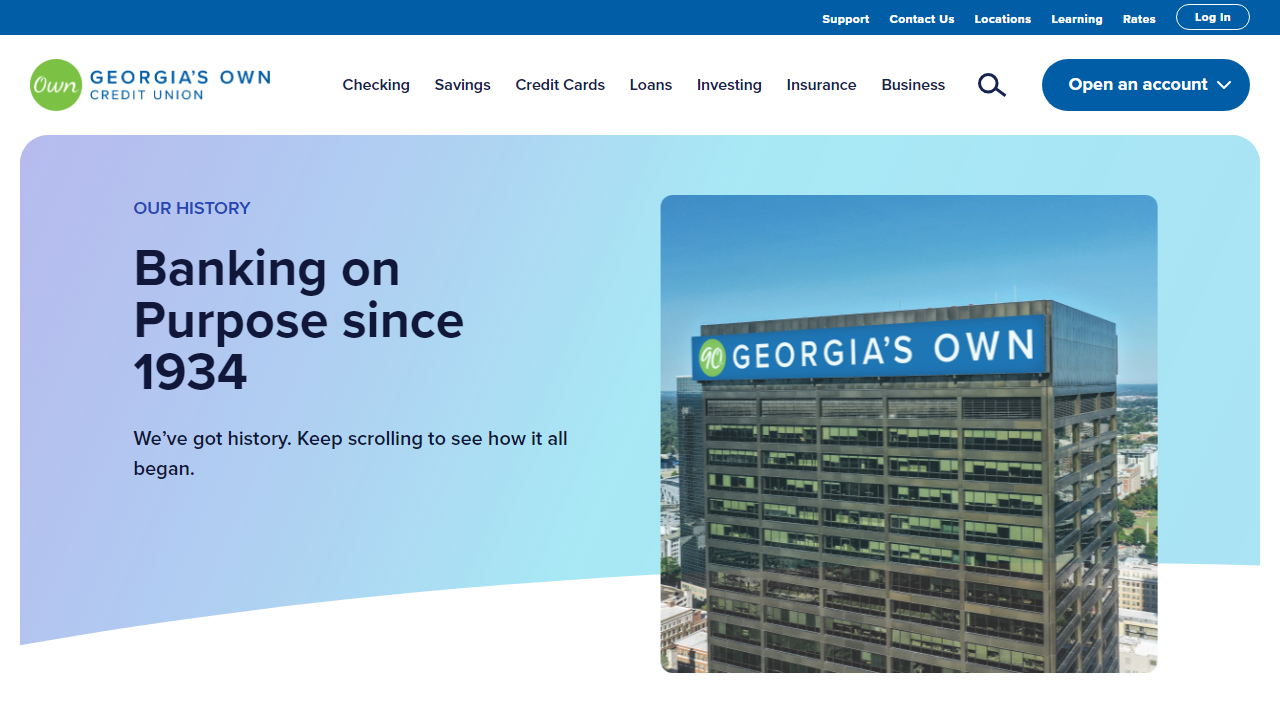 Support Contact Us Locations Learning Rates Log In
Own GEORGIA'S OWN
CREDIT UNION
Checking Savings Credit Cards Loans Investing Insurance Business Open an account
OUR HISTORY
Banking on
Purpose since
1934
We’ve got history. Keep scrolling to see how it all
began.
90 GEORGIA'S OWN